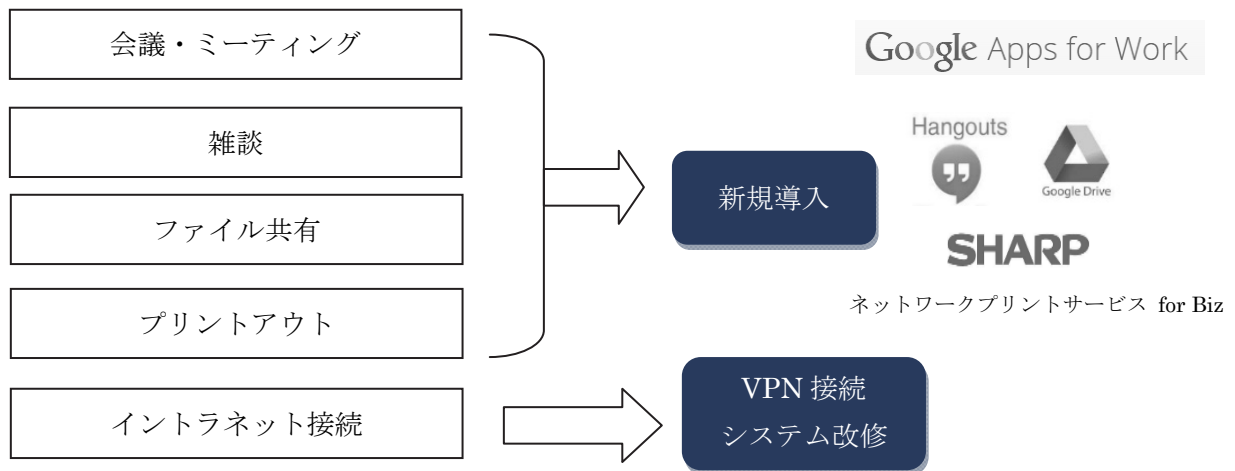 会議・ミーティング
雑談
ファイル共有
プリントアウト
イントラネット接続
新規導入
VPN 接続
システム改修
Google Apps for Work
Hangouts
Google Drive
SHARP
ネットワークプリントサービス for Biz